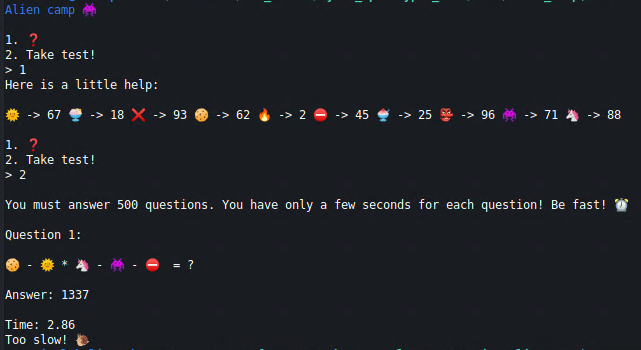 Alien camp 👾
1. ❓
2. Take test!
> 1
Here is a little help:
🌞 -> 67 🍨 -> 18 ❌ -> 93 🍪 -> 62 🔥 -> 2 ⛔ -> 45 🍧 -> 25 👺 -> 96 👾 -> 71 🦄 -> 88
1. ❓
2. Take test!
> 2
You must answer 500 questions. You have only a few seconds for each question! Be fast! ⏰
Question 1:
🍪 - 🌞 * 🦄 - 👾 - ⛔  = ?
Answer: 1337
Time: 2.86
Too slow! 🐌